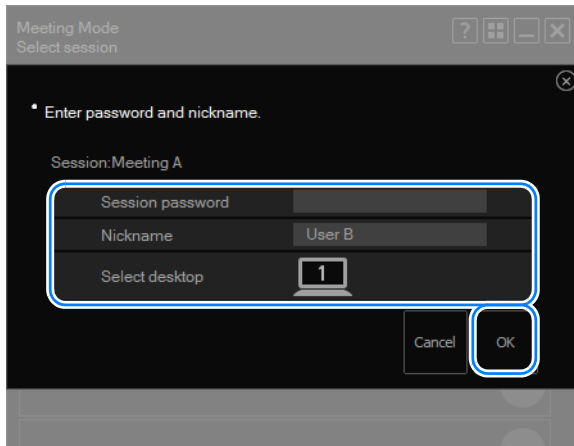 Meeting Mode
Select session
?
Enter password and nickname.
Session:Meeting A
Session password
Nickname User B
Select desktop 1
Cancel OK